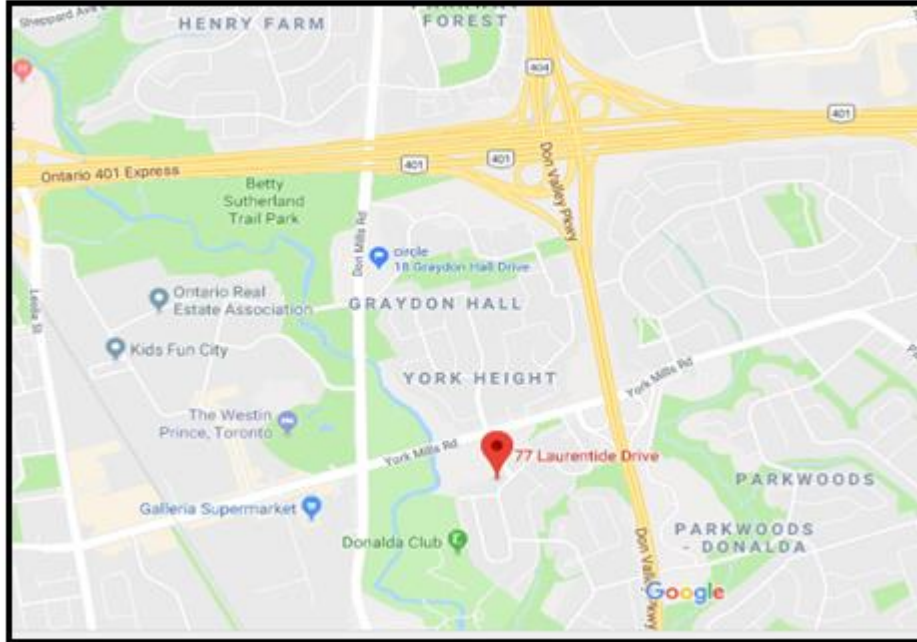 Sheppard Ave E
HENRY FARM
FOREST
404
401
401
401
Ontario 401 Express
Betty
Sutherland
Trail Park
Don Mills Rd
Don Valley Pkwy
circle
18 Graydon Hall Drive
Ontario Real
Estate Association
GRAYDON HALL
Leslie St
Kids Fun City
YORK HEIGHT
York Mills Rd
The Westin
Prince, Toronto
York Mills Rd
77 Laurentide Drive
PARKWOODS
Galleria Supermarket
Donalda Club
PARKWOODS
- DONALDA
Don Valley Pkwy
Google